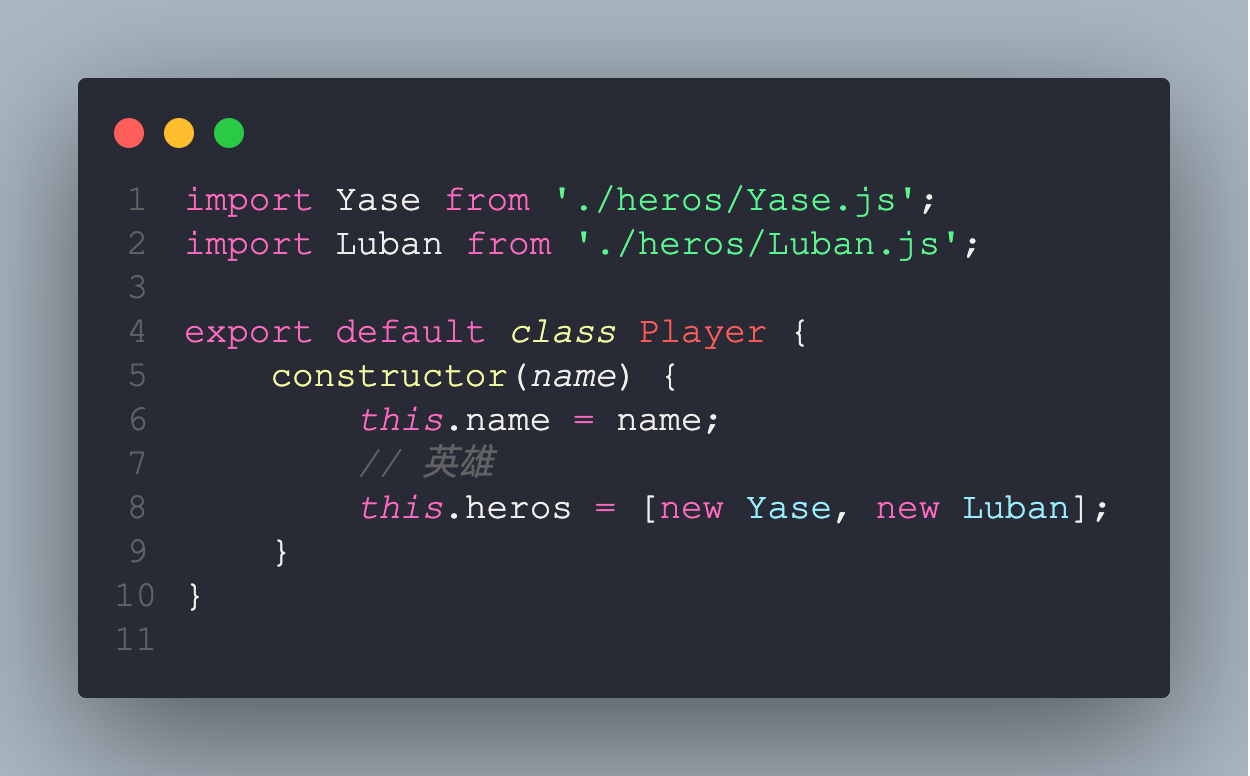 1 import Yase from './heros/Yase.js';
2 import Luban from './heros/Luban.js';
3
4 export default class Player {
5     constructor(name) {
6         this.name = name;
7         // 英雄
8         this.heros = [new Yase, new Luban];
9     }
10 }
11